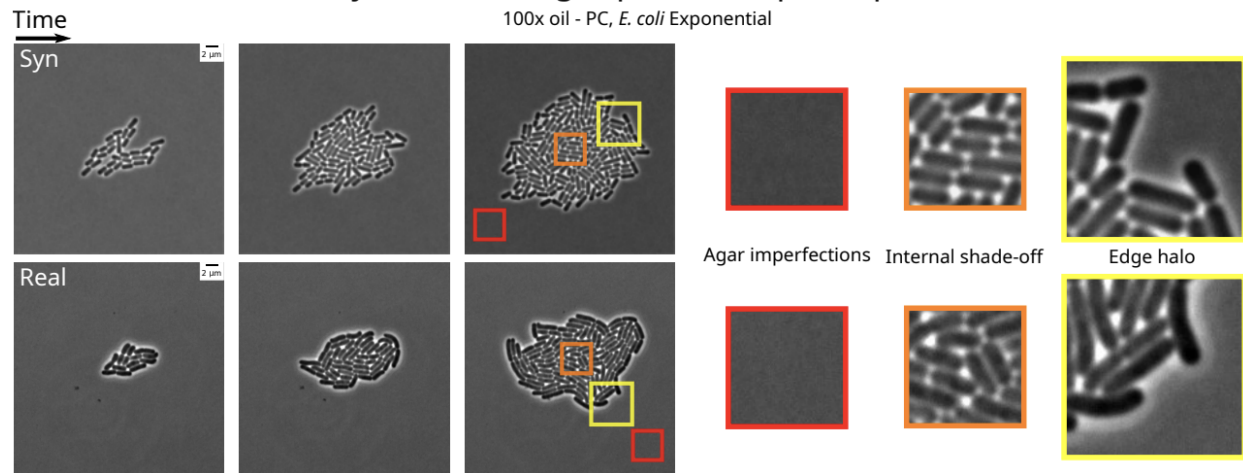 Time
100x oil - PC, E. coli Exponential
Syn
2 μm
Agar imperfections
Internal shade-off
Edge halo
Real
2 μm